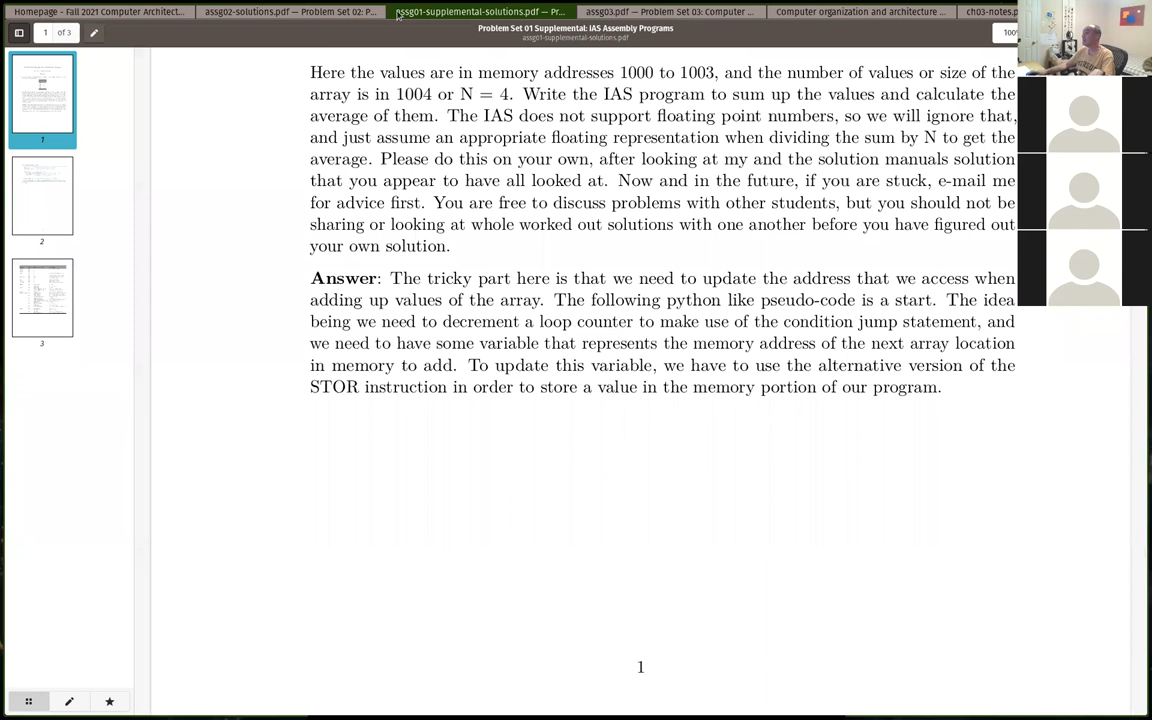 Homepage - Fall 2021 Computer Architect...
assg02-solutions.pdf — Problem Set 02: P...
assg01-supplemental-solutions.pdf — Pr...
assg03.pdf — Problem Set 03: Computer ...
Computer organization and architecture ...
ch03-notes.p
1 of 3
Problem Set 01 Supplemental: IAS Assembly Programs
assg01-supplemental-solutions.pdf
100%
Here the values are in memory addresses 1000 to 1003, and the number of values or size of the
array is in 1004 or N = 4. Write the IAS program to sum up the values and calculate the
average of them. The IAS does not support floating point numbers, so we will ignore that,
and just assume an appropriate floating representation when dividing the sum by N to get the
average. Please do this on your own, after looking at my and the solution manuals solution
that you appear to have all looked at. Now and in the future, if you are stuck, e-mail me
for advice first. You are free to discuss problems with other students, but you should not be
sharing or looking at whole worked out solutions with one another before you have figured out
your own solution.
Answer: The tricky part here is that we need to update the address that we access when
adding up values of the array. The following python like pseudo-code is a start. The idea
being we need to decrement a loop counter to make use of the condition jump statement, and
we need to have some variable that represents the memory address of the next array location
in memory to add. To update this variable, we have to use the alternative version of the
STOR instruction in order to store a value in the memory portion of our program.
1
1
2
3